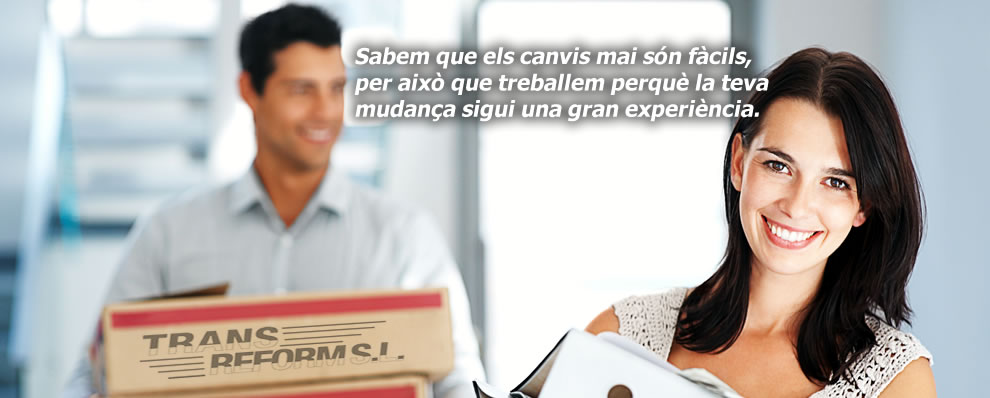 Sabem que els canvis mai són fàcils,
per això que treballem perquè la teva
mudança sigui una gran experiència.
TRANS
REFORM S.L.